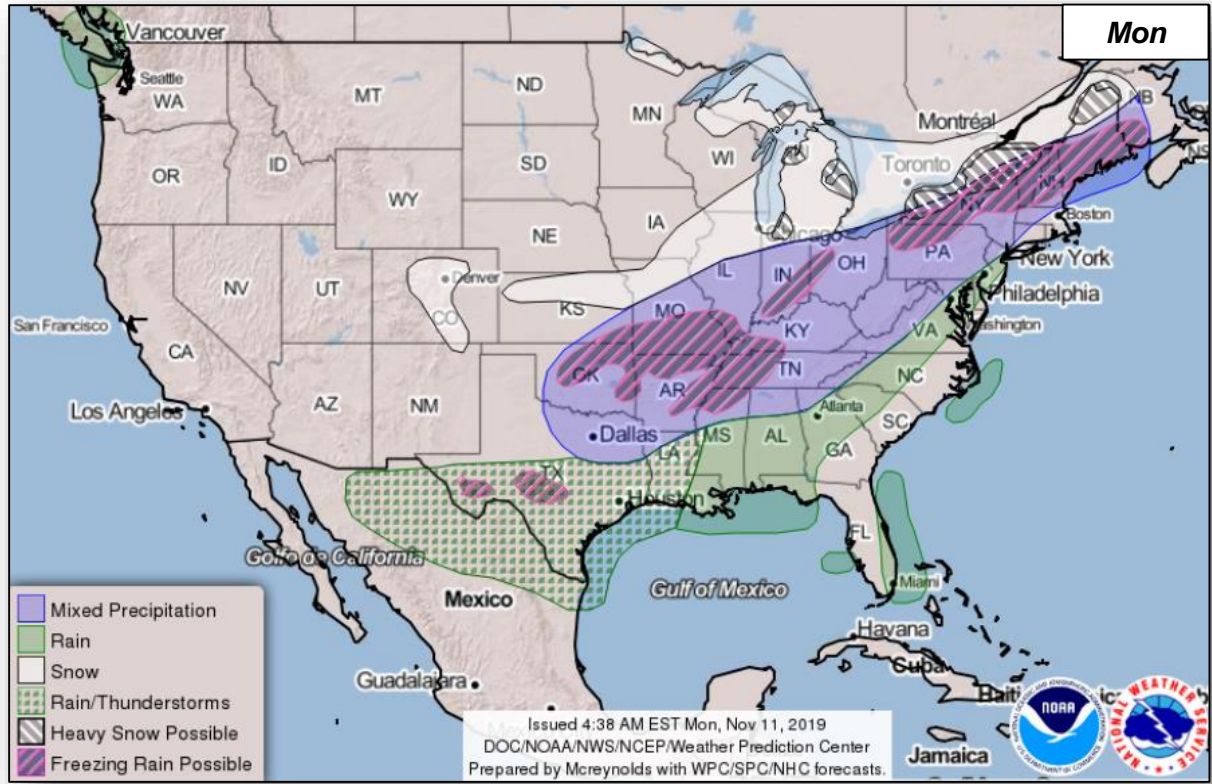 Mon
Vancouver
Seattle
WA
MT
ND
MN
Montréal
NB
NS
OR
ID
SD
WI
Toronto
WY
NH
NY
Boston
IA
NE
Chicago
PA
New York
NV
UT
Denver
CO
IL
IN
OH
Philadelphia
San Francisco
KS
MO
KY
VA
Washington
CA
OK
AR
TN
NC
Los Angeles
AZ
NM
Atlanta
SC
Dallas
MS
AL
GA
LA
TX
Houston
FL
Golfo de California
Miami
Mexico
Gulf of Mexico
Havana
Cuba
Guadalajara
Jamaica
Mixed Precipitation
Rain
Snow
Rain/Thunderstorms
Heavy Snow Possible
Freezing Rain Possible
Issued 4:38 AM EST Mon, Nov 11, 2019
DOC/NOAA/NWS/NCEP/Weather Prediction Center
Prepared by Mcreynolds with WPC/SPC/NHC forecasts.
NOAA
NATIONAL WEATHER SERVICE